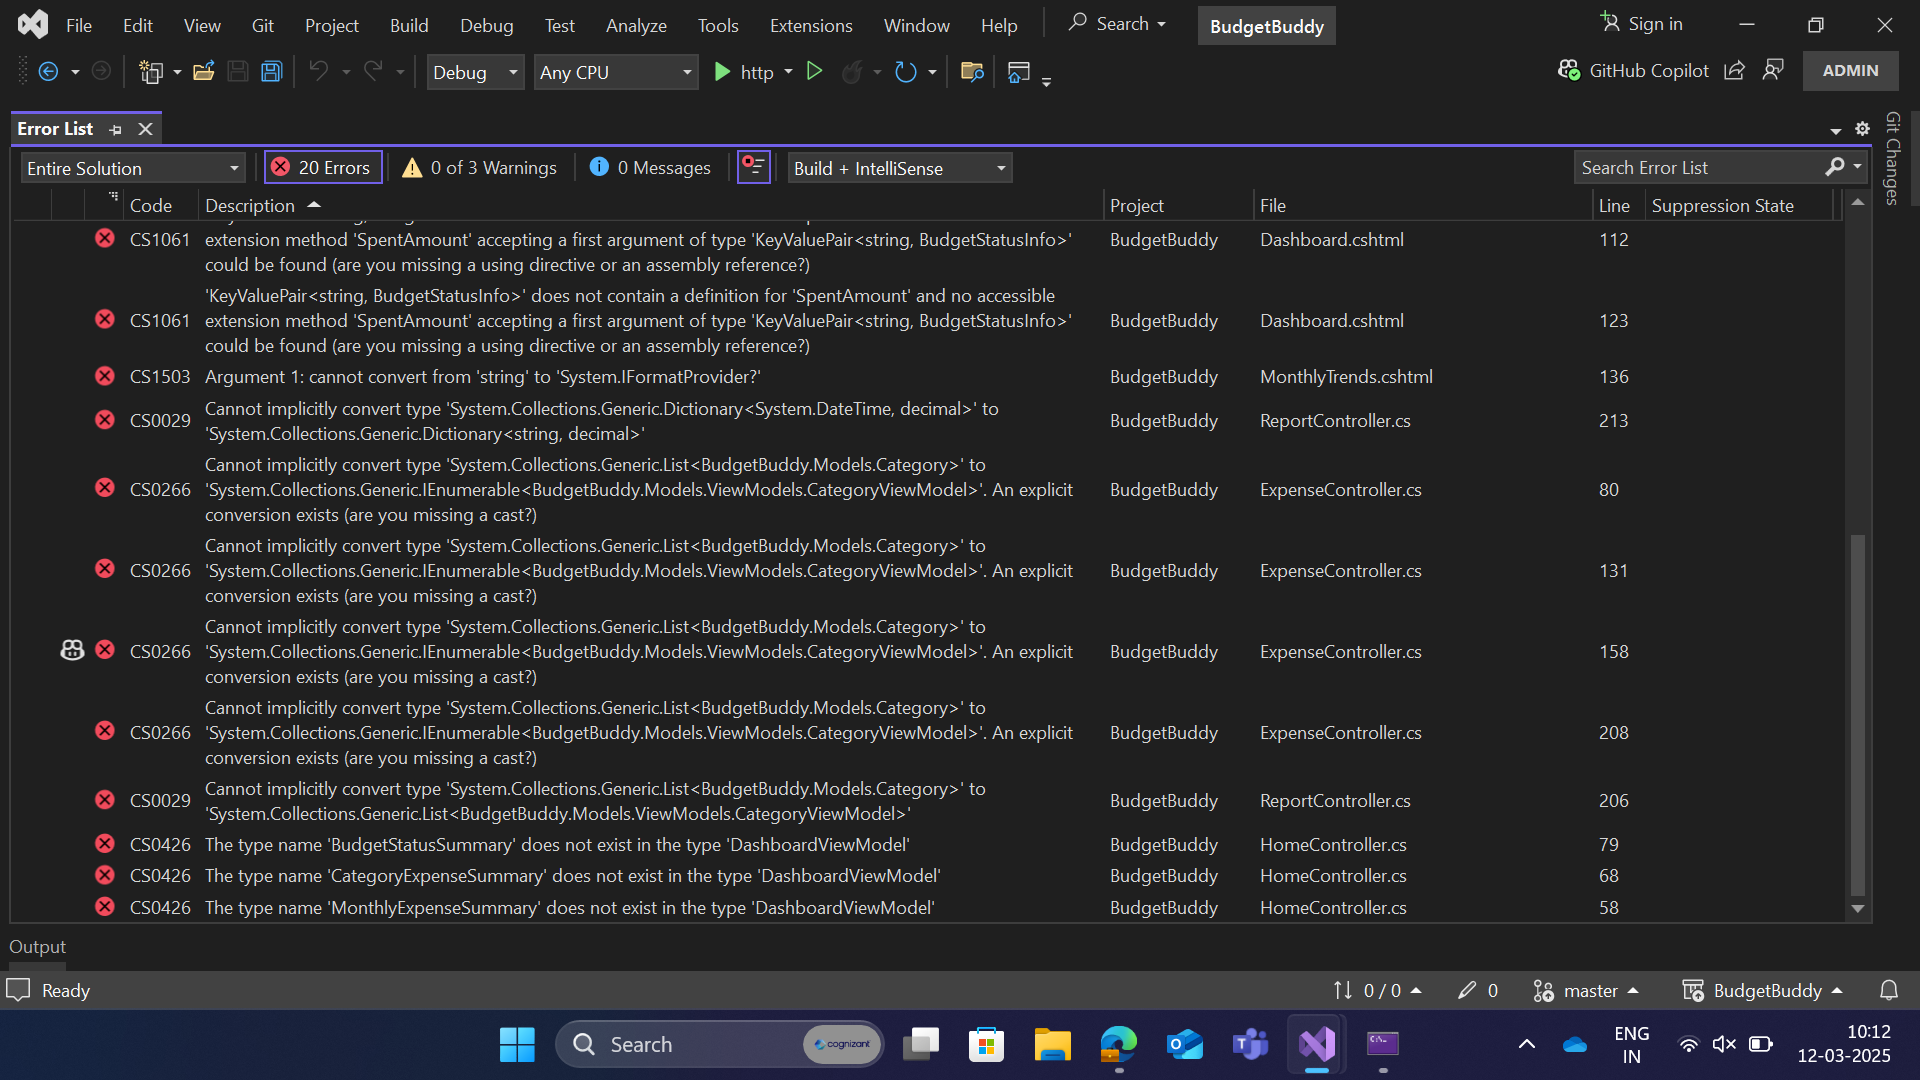 File Edit View Git Project Build Debug Test Analyze Tools Extensions Window Help Search BudgetBuddy Sign in
Debug Any CPU http GitHub Copilot ADMIN
Error List
Git Changes
Entire Solution 20 Errors 0 of 3 Warnings 0 Messages Build + IntelliSense Search Error List
Code Description Project File Line Suppression State
CS1061 extension method 'SpentAmount' accepting a first argument of type 'KeyValuePair<string, BudgetStatusInfo>' BudgetBuddy Dashboard.cshtml 112
could be found (are you missing a using directive or an assembly reference?)
'KeyValuePair<string, BudgetStatusInfo>' does not contain a definition for 'SpentAmount' and no accessible
CS1061 extension method 'SpentAmount' accepting a first argument of type 'KeyValuePair<string, BudgetStatusInfo>' BudgetBuddy Dashboard.cshtml 123
could be found (are you missing a using directive or an assembly reference?)
CS1503 Argument 1: cannot convert from 'string' to 'System.IFormatProvider?' BudgetBuddy MonthlyTrends.cshtml 136
Cannot implicitly convert type 'System.Collections.Generic.Dictionary<System.DateTime, decimal>' to
CS0029 'System.Collections.Generic.Dictionary<string, decimal>' BudgetBuddy ReportController.cs 213
Cannot implicitly convert type 'System.Collections.Generic.List<BudgetBuddy.Models.Category>' to
CS0266 'System.Collections.Generic.IEnumerable<BudgetBuddy.Models.ViewModels.CategoryViewModel>'. An explicit BudgetBuddy ExpenseController.cs 80
conversion exists (are you missing a cast?)
Cannot implicitly convert type 'System.Collections.Generic.List<BudgetBuddy.Models.Category>' to
CS0266 'System.Collections.Generic.IEnumerable<BudgetBuddy.Models.ViewModels.CategoryViewModel>'. An explicit BudgetBuddy ExpenseController.cs 131
conversion exists (are you missing a cast?)
Cannot implicitly convert type 'System.Collections.Generic.List<BudgetBuddy.Models.Category>' to
CS0266 'System.Collections.Generic.IEnumerable<BudgetBuddy.Models.ViewModels.CategoryViewModel>'. An explicit BudgetBuddy ExpenseController.cs 158
conversion exists (are you missing a cast?)
Cannot implicitly convert type 'System.Collections.Generic.List<BudgetBuddy.Models.Category>' to
CS0266 'System.Collections.Generic.IEnumerable<BudgetBuddy.Models.ViewModels.CategoryViewModel>'. An explicit BudgetBuddy ExpenseController.cs 208
conversion exists (are you missing a cast?)
Cannot implicitly convert type 'System.Collections.Generic.List<BudgetBuddy.Models.Category>' to
CS0029 'System.Collections.Generic.List<BudgetBuddy.Models.ViewModels.CategoryViewModel>' BudgetBuddy ReportController.cs 206
CS0426 The type name 'BudgetStatusSummary' does not exist in the type 'DashboardViewModel' BudgetBuddy HomeController.cs 79
CS0426 The type name 'CategoryExpenseSummary' does not exist in the type 'DashboardViewModel' BudgetBuddy HomeController.cs 68
CS0426 The type name 'MonthlyExpenseSummary' does not exist in the type 'DashboardViewModel' BudgetBuddy HomeController.cs 58
Output
Ready 0 / 0 0 master BudgetBuddy
Search cognizant ENG
IN
10:12
12-03-2025